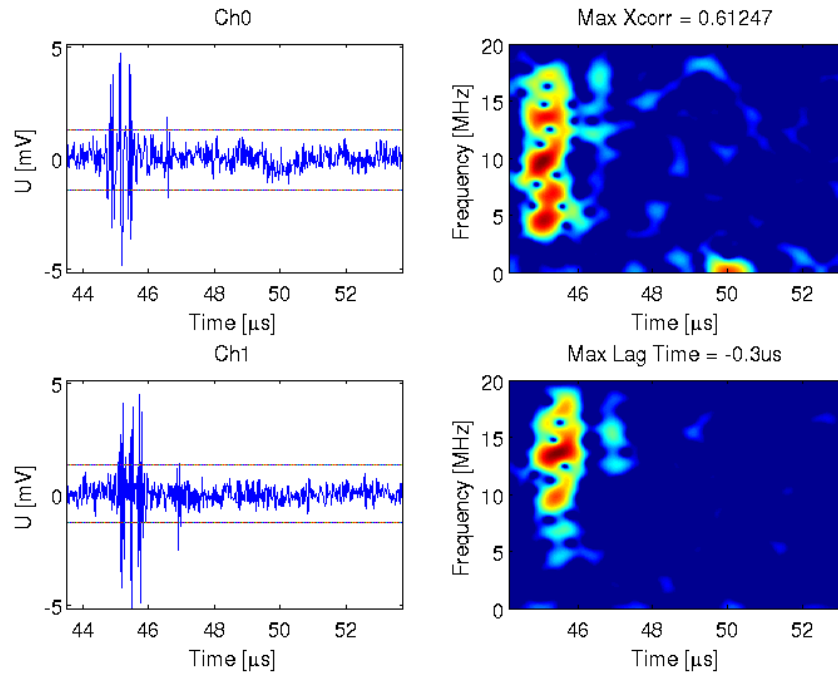 Ch0
5
0
-5
U [mV]
44 46 48 50 52
Time [μs]
Max Xcorr = 0.61247
20
15
10
5
0
Frequency [MHz]
46 48 50 52
Time [μs]
Ch1
5
0
-5
U [mV]
44 46 48 50 52
Time [μs]
Max Lag Time = -0.3us
20
15
10
5
0
Frequency [MHz]
46 48 50 52
Time [μs]